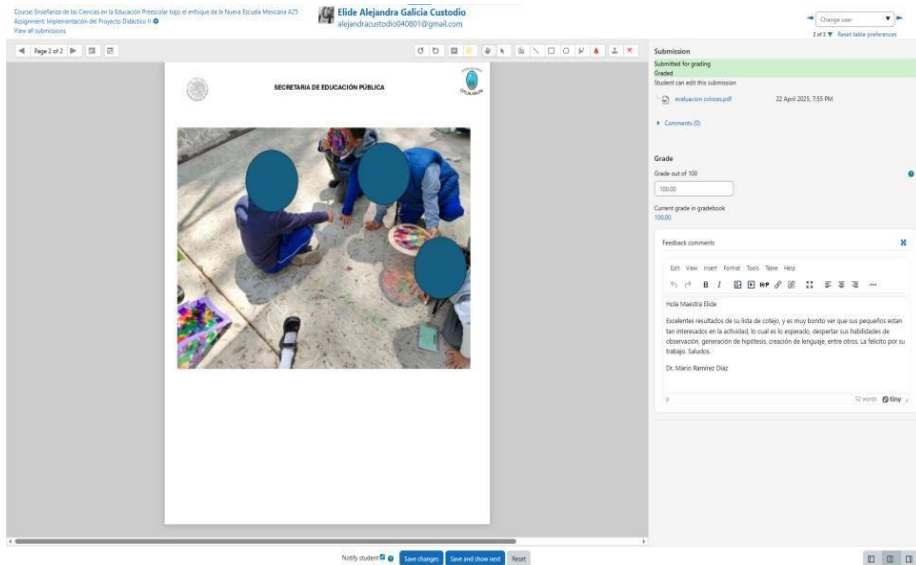 Course: Enseñanza de las Ciencias en la Educación Preescolar bajo el enfoque de la Nueva Escuela Mexicana A25
Assignment: Implementación del Proyecto Didáctico II
View all submissions
Elide Alejandra Galicia Custodio
alejandracustodio040801@gmail.com
Change user
3 of 3 Reset table preferences
Page 2 of 2
SECRETARIA DE EDUCACIÓN PÚBLICA
Submission
Submitted for grading
Graded
Student can edit this submission
evaluacion colores.pdf 22 April 2025, 7:55 PM
Comments (0)
Grade
Grade out of 100
100.00
Current grade in gradebook
100.00
Feedback comments
Edit View Insert Format Tools Table Help
B I H-P
Hola Maestra Elide
Excelentes resultados de su lista de cotejo, y es muy bonito ver que sus pequeños estan
tan interesados en la actividad, lo cual es lo esperado, despertar sus habilidades de
observación, generación de hipótesis, creación de lenguaje, entre otros. La felicito por su
trabajo. Saludos.
Dr. Mario Ramírez Díaz
p 52 words tiny
Notify student Save changes Save and show next Reset